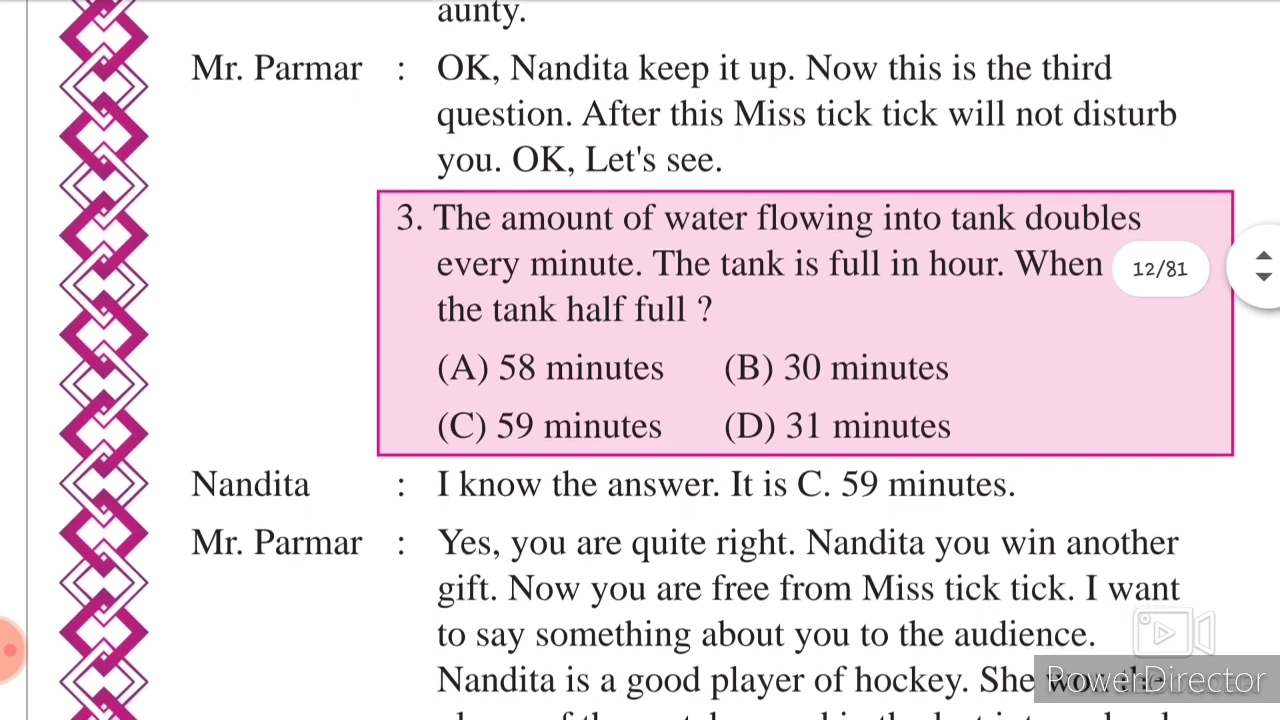 aunty.
Mr. Parmar : OK, Nandita keep it up. Now this is the third
question. After this Miss tick tick will not disturb
you. OK, Let's see.
3. The amount of water flowing into tank doubles
every minute. The tank is full in hour. When
12/81
the tank half full ?
(A) 58 minutes (B) 30 minutes
(C) 59 minutes (D) 31 minutes
Nandita : I know the answer. It is C. 59 minutes.
Mr. Parmar : Yes, you are quite right. Nandita you win another
gift. Now you are free from Miss tick tick. I want
to say something about you to the audience.
Nandita is a good player of hockey. She won the
PowerDirector